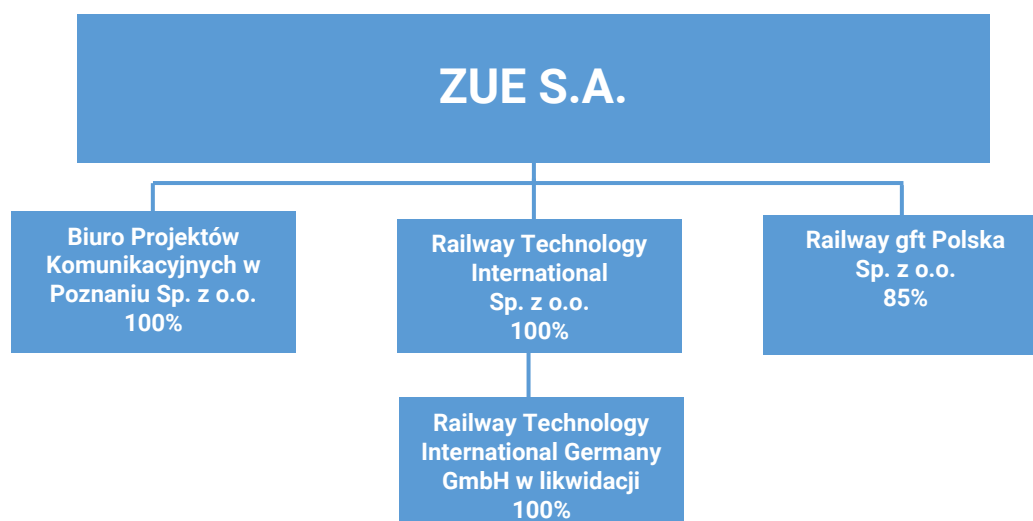 ZUE S.A.
Biuro Projektów
Komunikacyjnych w
Poznaniu Sp. z o.o.
100%
Railway Technology
International
Sp. z o.o.
100%
Railway gft Polska
Sp. z o.o.
85%
Railway Technology
International Germany
GmbH w likwidacji
100%